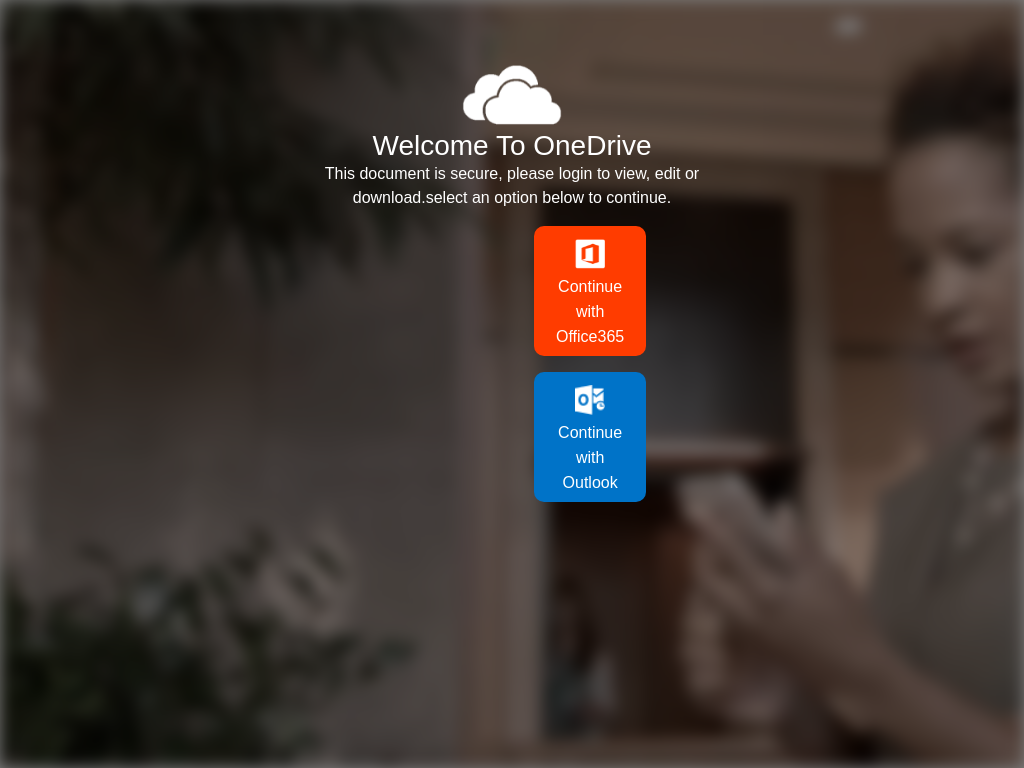 Welcome To OneDrive
This document is secure, please login to view, edit or
download.select an option below to continue.
Continue
with
Office365
Continue
with
Outlook